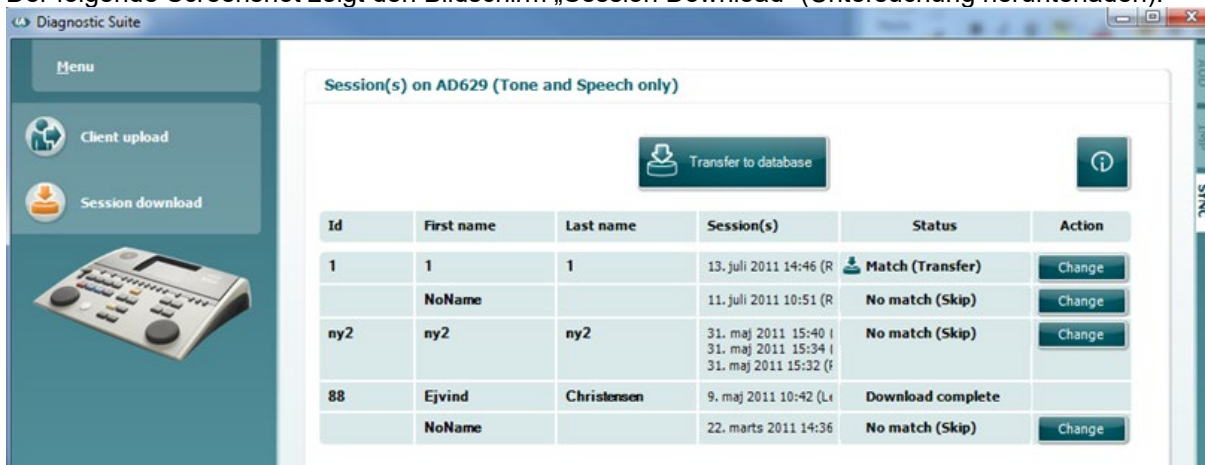 Der folgende Screenshot zeigt den Bildschirm „Session Download“ (Untersuchung herunterladen).
Diagnostic Suite
Menu
Client upload
Session download
Session(s) on AD629 (Tone and Speech only)
Transfer to database
AUD
IMP
SYNC
Id First name Last name Session(s) Status Action
1 1 1 13. juli 2011 14:46 (R Match (Transfer) Change
NoName 11. juli 2011 10:51 (R No match (Skip) Change
ny2 ny2 ny2 31. maj 2011 15:40 ( No match (Skip) Change
31. maj 2011 15:34 (
31. maj 2011 15:32 (F
88 Ejvind Christensen 9. maj 2011 10:42 (Le Download complete
NoName 22. marts 2011 14:36 No match (Skip) Change